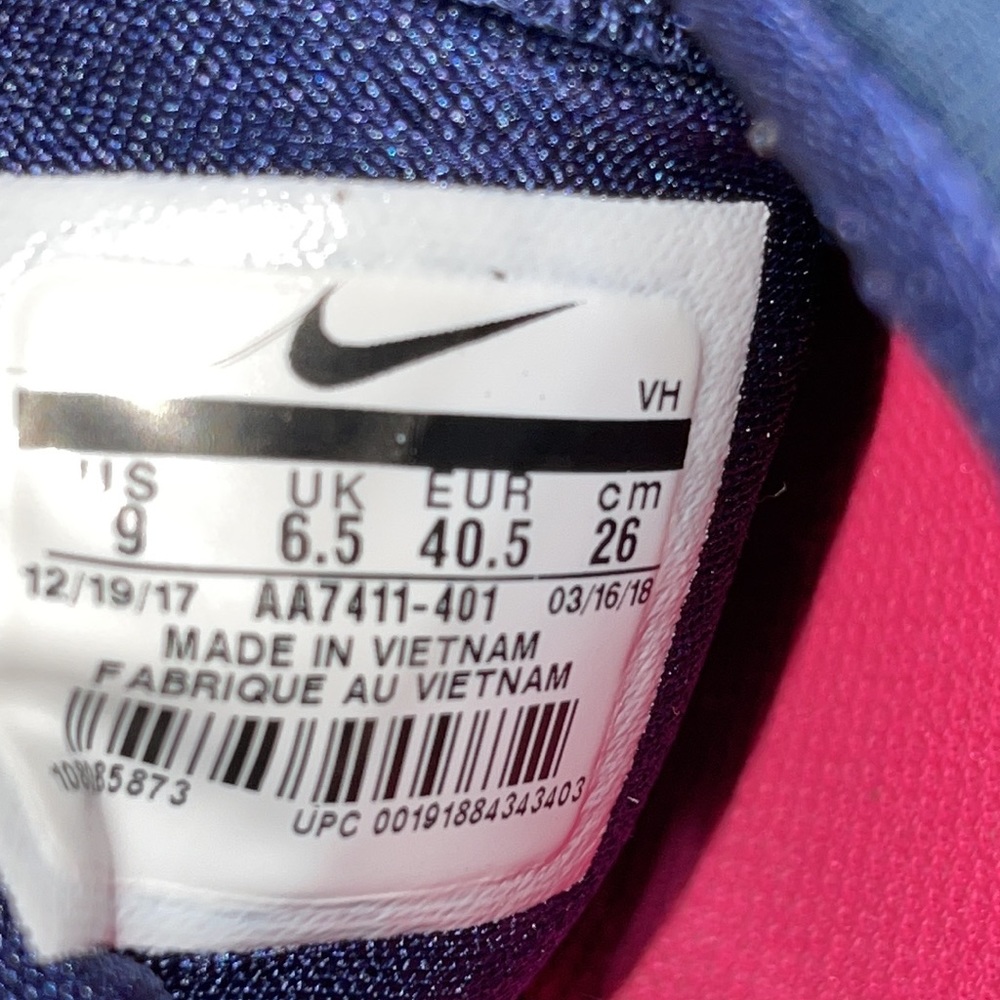 VH
US UK EUR cm
9 6.5 40.5 26
12/19/17 AA7411-401 03/16/18
MADE IN VIETNAM
FABRIQUE AU VIETNAM
UPC 00191884343403